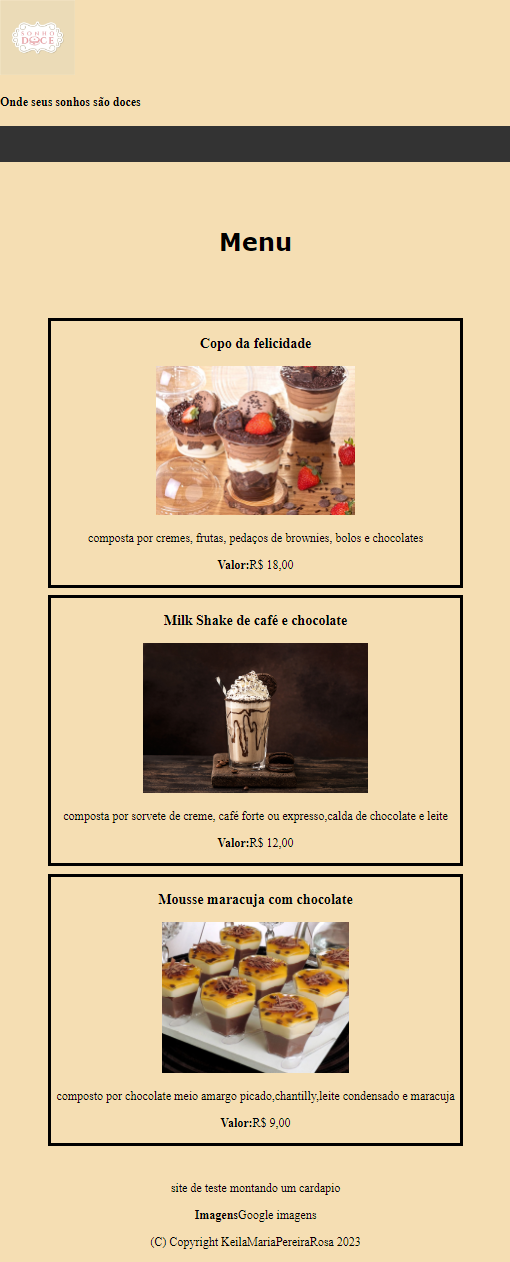 SONHO
DOCE
Onde seus sonhos são doces
Menu
Copo da felicidade
composta por cremes, frutas, pedaços de brownies, bolos e chocolates
Valor:R$ 18,00
Milk Shake de café e chocolate
composta por sorvete de creme, café forte ou expresso,calda de chocolate e leite
Valor:R$ 12,00
Mousse maracuja com chocolate
composto por chocolate meio amargo picado,chantilly,leite condensado e maracuja
Valor:R$ 9,00
site de teste montando um cardapio
ImagensGoogle imagens
(C) Copyright KeilaMariaPereiraRosa 2023